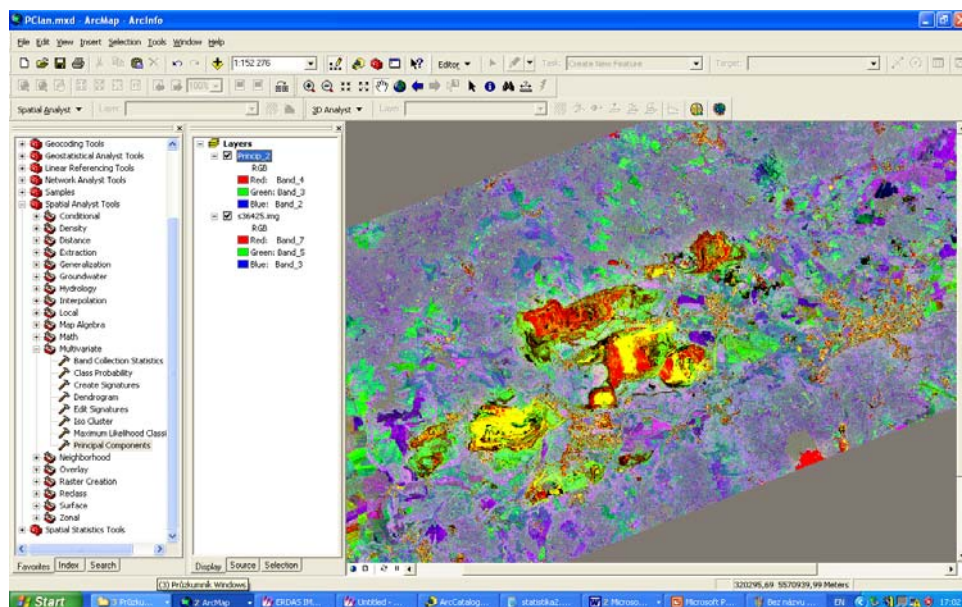 PClan.mxd - ArcMap - ArcInfo
File Edit View Insert Selection Tools Window Help
1:152 276 Editor Task: Create New Feature Target:
100%
Spatial Analyst Layer: 3D Analyst Layer:
Geocoding Tools
Geostatistical Analyst Tools
Linear Referencing Tools
Network Analyst Tools
Samples
Spatial Analyst Tools
Conditional
Density
Distance
Extraction
Generalization
Groundwater
Hydrology
Interpolation
Local
Map Algebra
Math
Multivariate
Band Collection Statistics
Class Probability
Create Signatures
Dendrogram
Edit Signatures
Iso Cluster
Maximum Likelihood Classi
Principal Components
Neighborhood
Overlay
Raster Creation
Reclass
Surface
Zonal
Spatial Statistics Tools
Favorites Index Search
Layers
Princip_2
RGB
Red: Band_4
Green: Band_3
Blue: Band_2
s36425.img
RGB
Red: Band_7
Green: Band_5
Blue: Band_3
Display Source Selection
(3) Průzkumník Windows
320295,69 5570939,99 Meters
Start 3 Průzku... 2 ArcMap ERDAS IM... Untitled - ... ArcCatalog... statistika2... 2 Microso... Microsoft P... Bez názvu ... EN 17:02